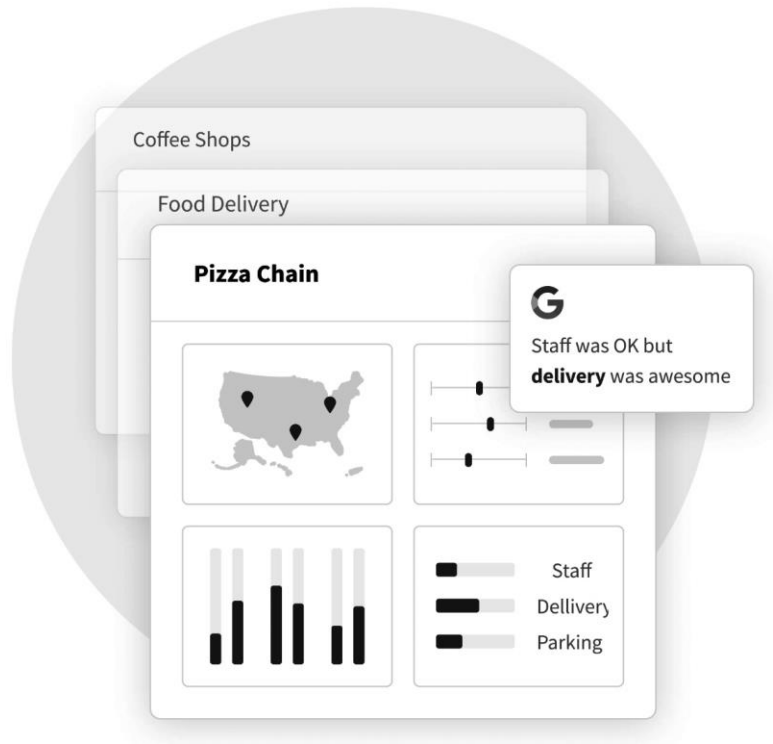 Coffee Shops
Food Delivery
Pizza Chain
G
Staff was OK but
delivery was awesome
Staff
Dellivery
Parking